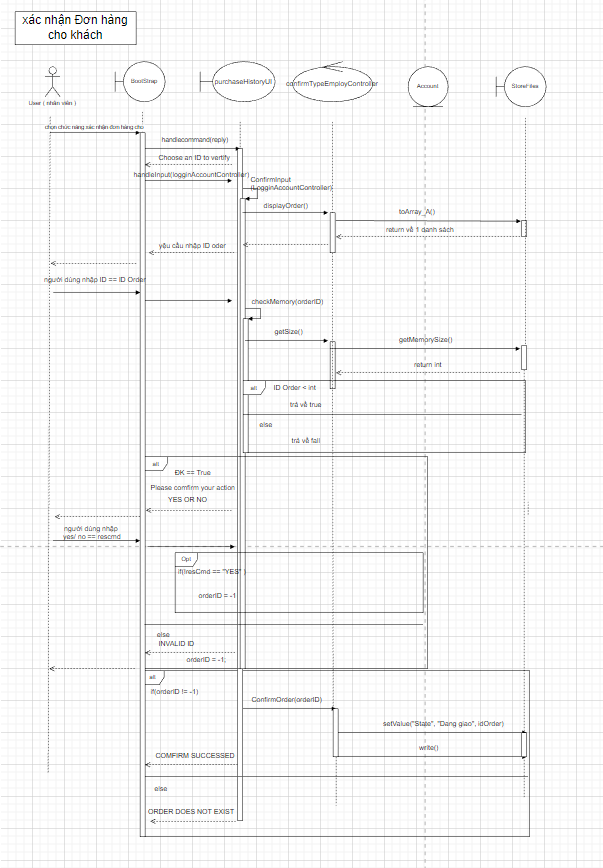 xác nhận Đơn hàng
cho khách
User ( nhân viên )
BootStrap
purchaseHistoryUI
confirmTypeEmployController
Account
StoreFiles
chọn chức năng xác nhận đơn hàng cho
handlecommand(reply)
Choose an ID to vertify
handleInput(logginAccountController)
ConfirmInput
(LogginAccountController)
displayOrder()
toArray_A()
return về 1 danh sách
yêu cầu nhập ID oder
người dùng nhập ID == ID Order
checkMemory(orderID)
getSize()
getMemorySize()
return int
alt
ID Order < int
trả về true
else
trả về fall
alt
ĐK == True
Please comfirm your action
YES OR NO
người dùng nhập
yes/ no == rescmd
Opt
if(!resCmd == "YES" )
orderID = -1
else
INVALID ID
orderID = -1;
alt
if(orderID != -1)
ConfirmOrder(orderID)
setValue("State", "Dang giao", idOrder)
write()
COMFIRM SUCCESSED
else
ORDER DOES NOT EXIST